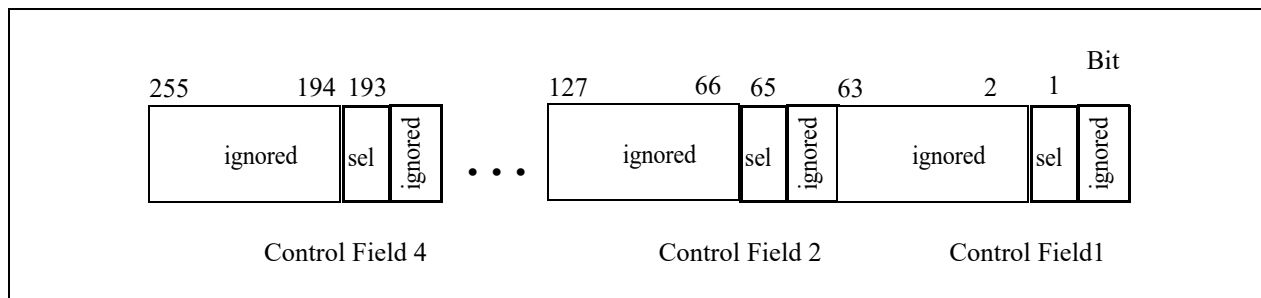 Bit
255 194 193 127 66 65 63 2 1
ignored sel ignored . . . ignored sel ignored ignored sel ignored
Control Field 4 Control Field 2 Control Field1